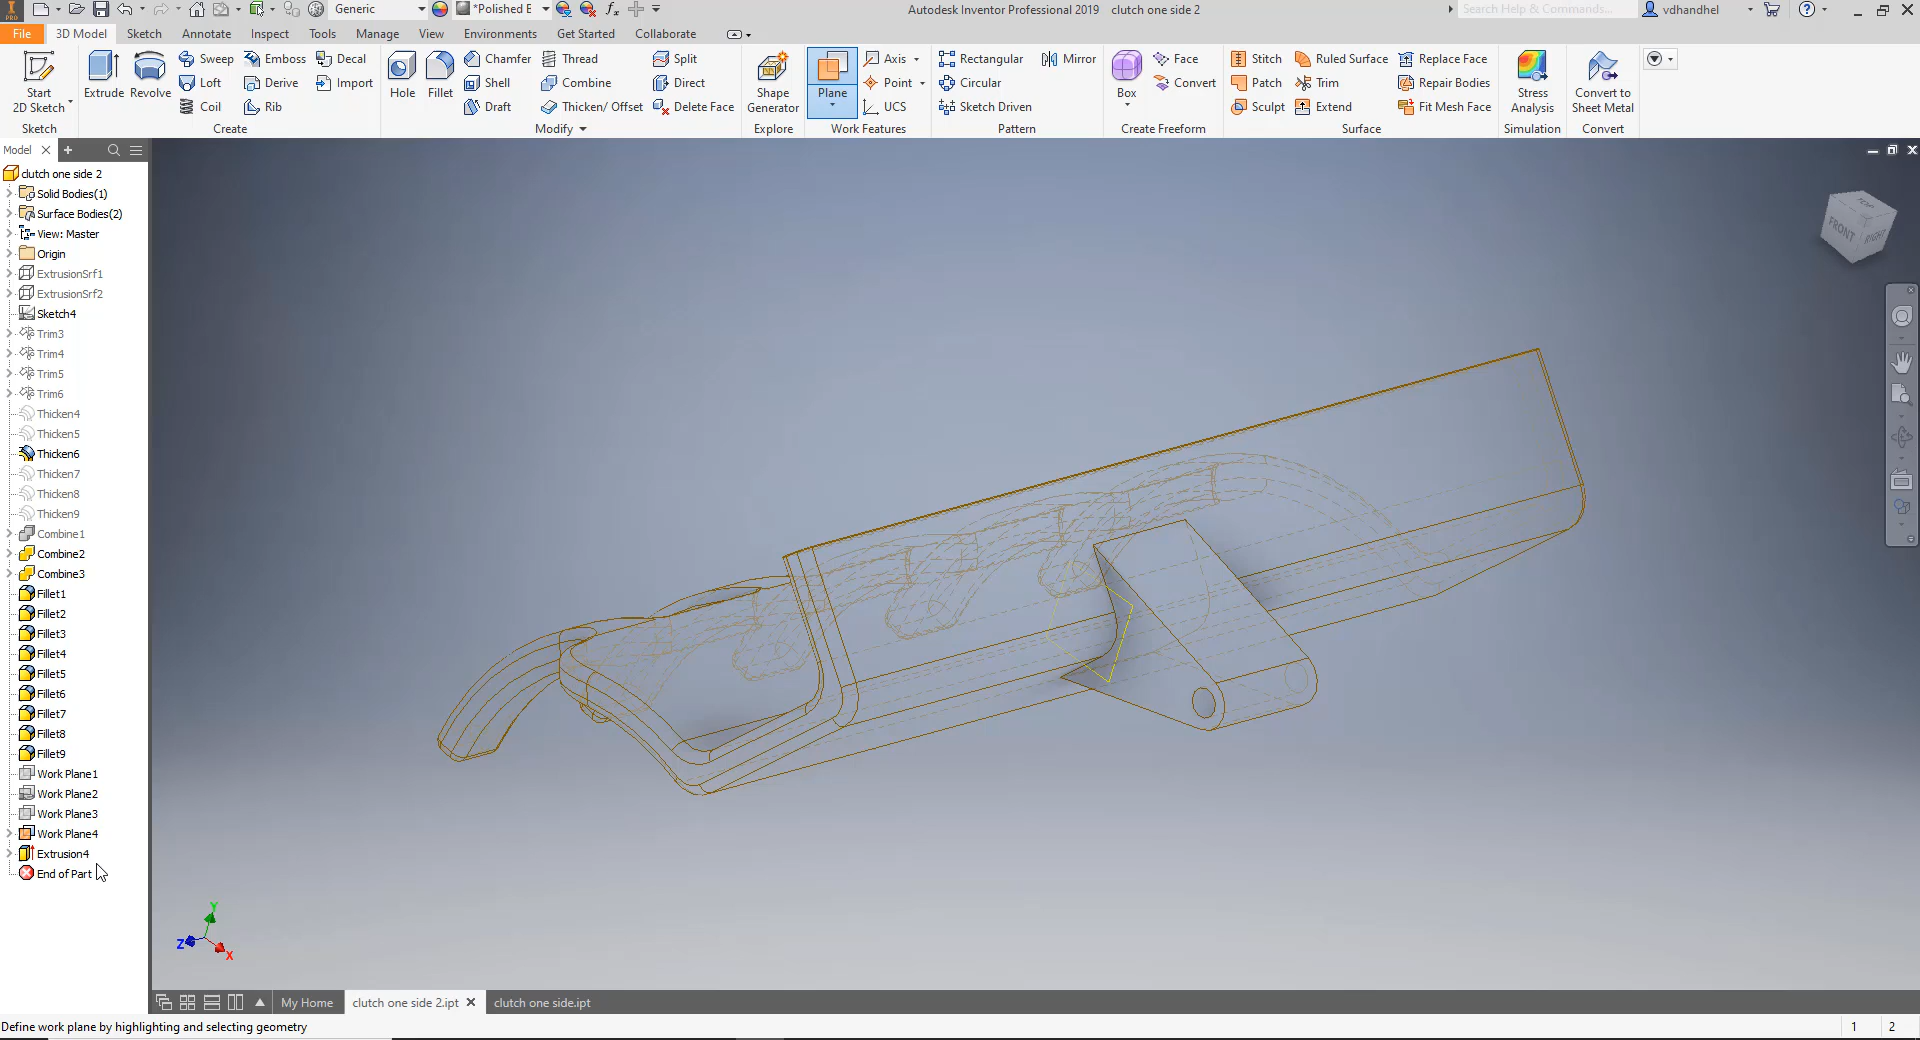 Generic
*Polished E
Autodesk Inventor Professional 2019 clutch one side 2
Search Help & Commands...
vdhandhel
File 3D Model Sketch Annotate Inspect Tools Manage View Environments Get Started Collaborate
Start
2D Sketch
Sketch
Extrude
Revolve
Sweep
Loft
Coil
Emboss
Derive
Rib
Decal
Import
Create
Hole
Fillet
Chamfer
Shell
Draft
Thread
Combine
Thicken/ Offset
Split
Direct
Delete Face
Modify
Shape
Generator
Explore
Plane
Axis
Point
UCS
Work Features
Rectangular
Circular
Sketch Driven
Mirror
Pattern
Box
Face
Convert
Create Freeform
Stitch
Patch
Sculpt
Ruled Surface
Trim
Extend
Replace Face
Repair Bodies
Fit Mesh Face
Surface
Stress
Analysis
Simulation
Convert to
Sheet Metal
Convert
Model
clutch one side 2
Solid Bodies(1)
Surface Bodies(2)
View: Master
Origin
ExtrusionSrf1
ExtrusionSrf2
Sketch4
Trim3
Trim4
Trim5
Trim6
Thicken4
Thicken5
Thicken6
Thicken7
Thicken8
Thicken9
Combine1
Combine2
Combine3
Fillet1
Fillet2
Fillet3
Fillet4
Fillet5
Fillet6
Fillet7
Fillet8
Fillet9
Work Plane1
Work Plane2
Work Plane3
Work Plane4
Extrusion4
End of Part
TOP
FRONT
RIGHT
Y
Z
X
My Home
clutch one side 2.ipt
clutch one side.ipt
Define work plane by highlighting and selecting geometry
1 2